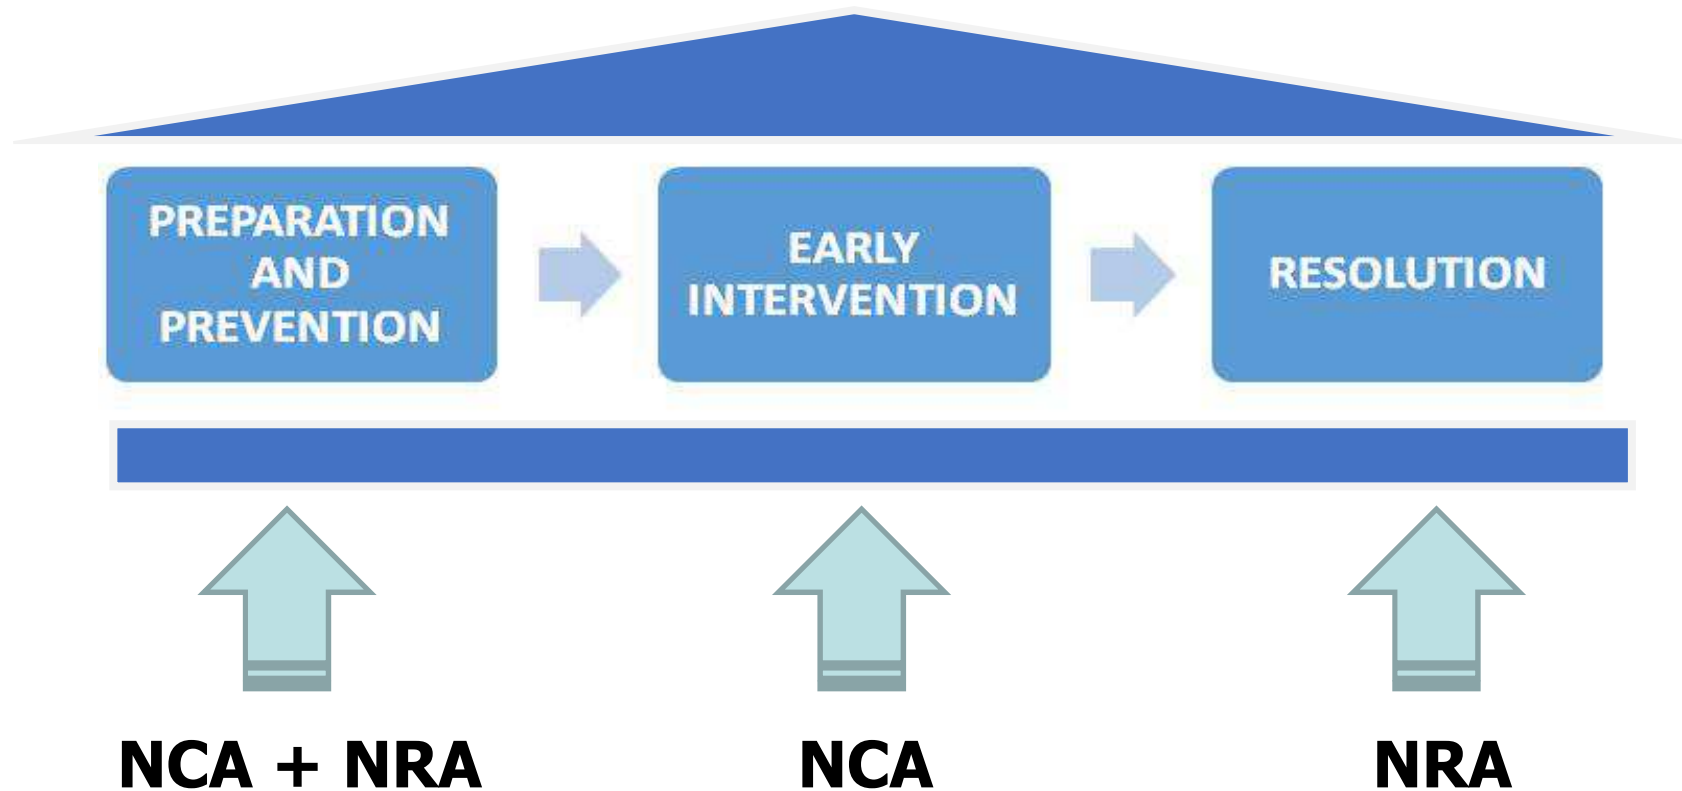 PREPARATION
AND
PREVENTION
EARLY
INTERVENTION
RESOLUTION
NCA + NRA
NCA
NRA